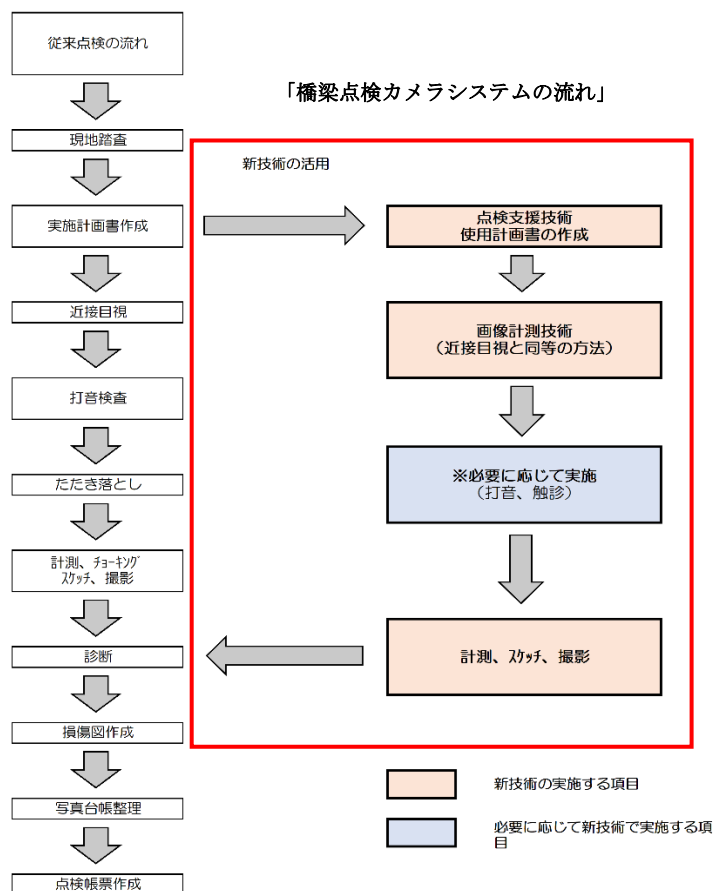 従来点検の流れ
「橋梁点検カメラシステムの流れ」
現地踏査
新技術の活用
実施計画書作成
点検支援技術
使用計画書の作成
近接目視
画像計測技術
（近接目視と同等の方法）
打音検査
たたき落とし
※必要に応じて実施
（打音、触診）
計測、ﾁｮｰｷﾝｸﾞ
ｽｹｯﾁ、撮影
診断
計測、ｽｹｯﾁ、撮影
損傷図作成
写真台帳整理
点検帳票作成
新技術の実施する項目
必要に応じて新技術で実施する項
目